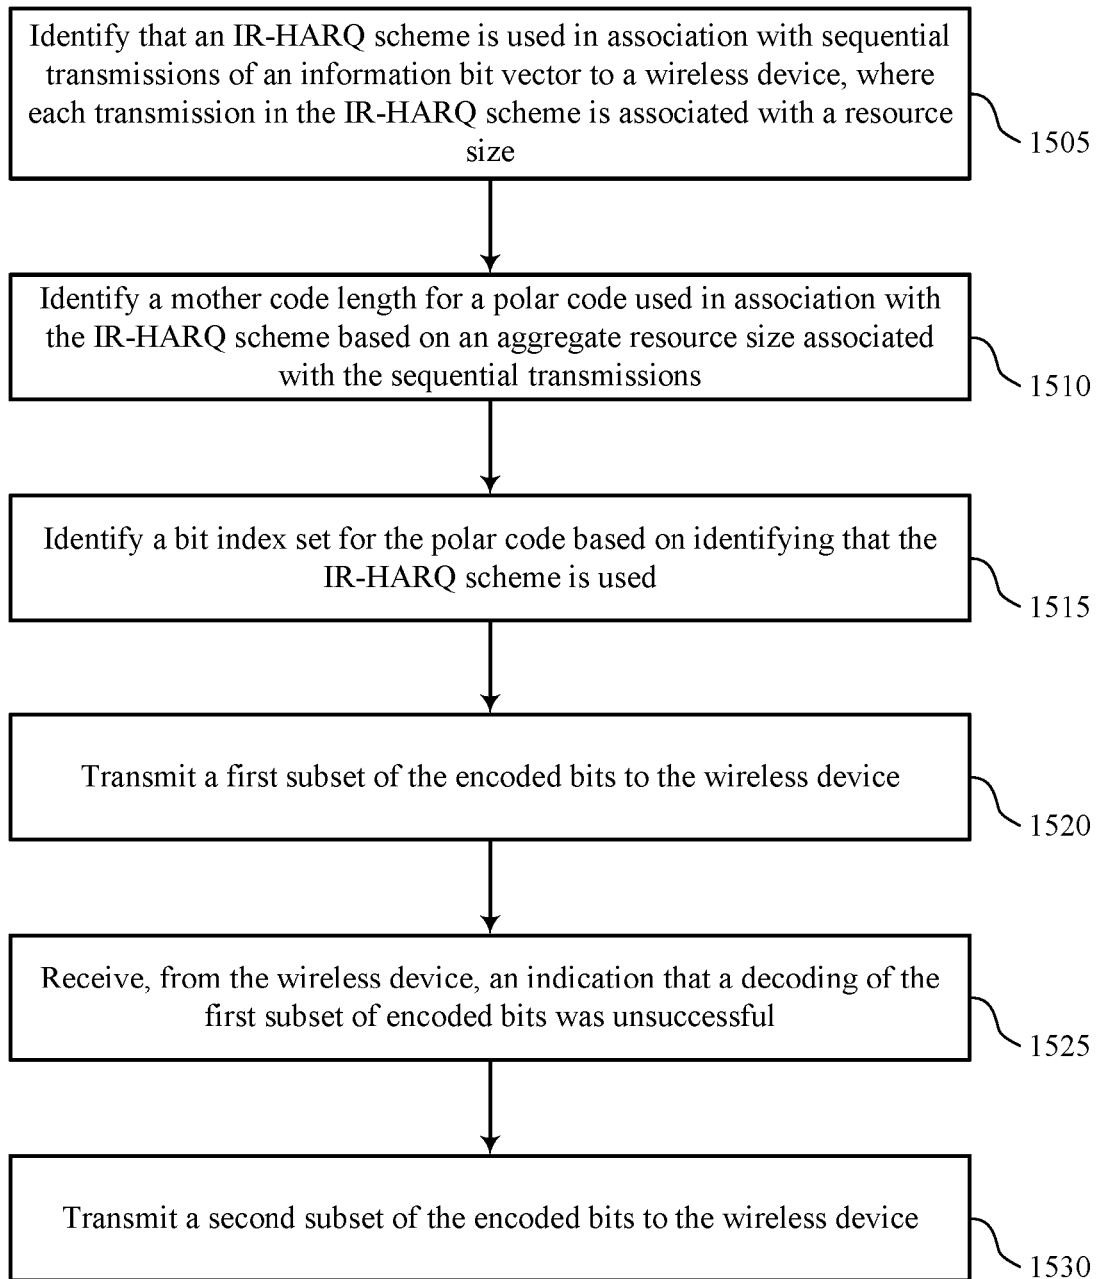 Identify that an IR-HARQ scheme is used in association with sequential
transmissions of an information bit vector to a wireless device, where
each transmission in the IR-HARQ scheme is associated with a resource
size
1505
Identify a mother code length for a polar code used in association with
the IR-HARQ scheme based on an aggregate resource size associated
with the sequential transmissions
1510
Identify a bit index set for the polar code based on identifying that the
IR-HARQ scheme is used
1515
Transmit a first subset of the encoded bits to the wireless device
1520
Receive, from the wireless device, an indication that a decoding of the
first subset of encoded bits was unsuccessful
1525
Transmit a second subset of the encoded bits to the wireless device
1530